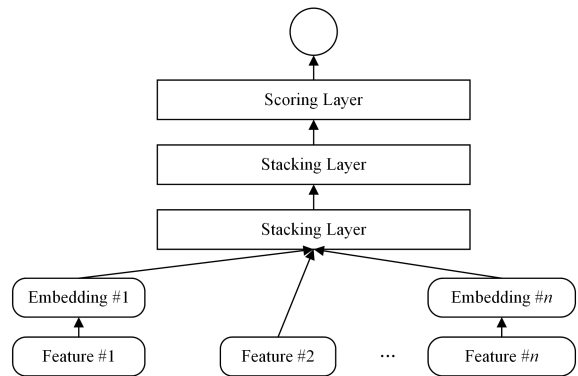 Scoring Layer
Stacking Layer
Stacking Layer
Embedding #1
Embedding #n
Feature #1
Feature #2
...
Feature #n